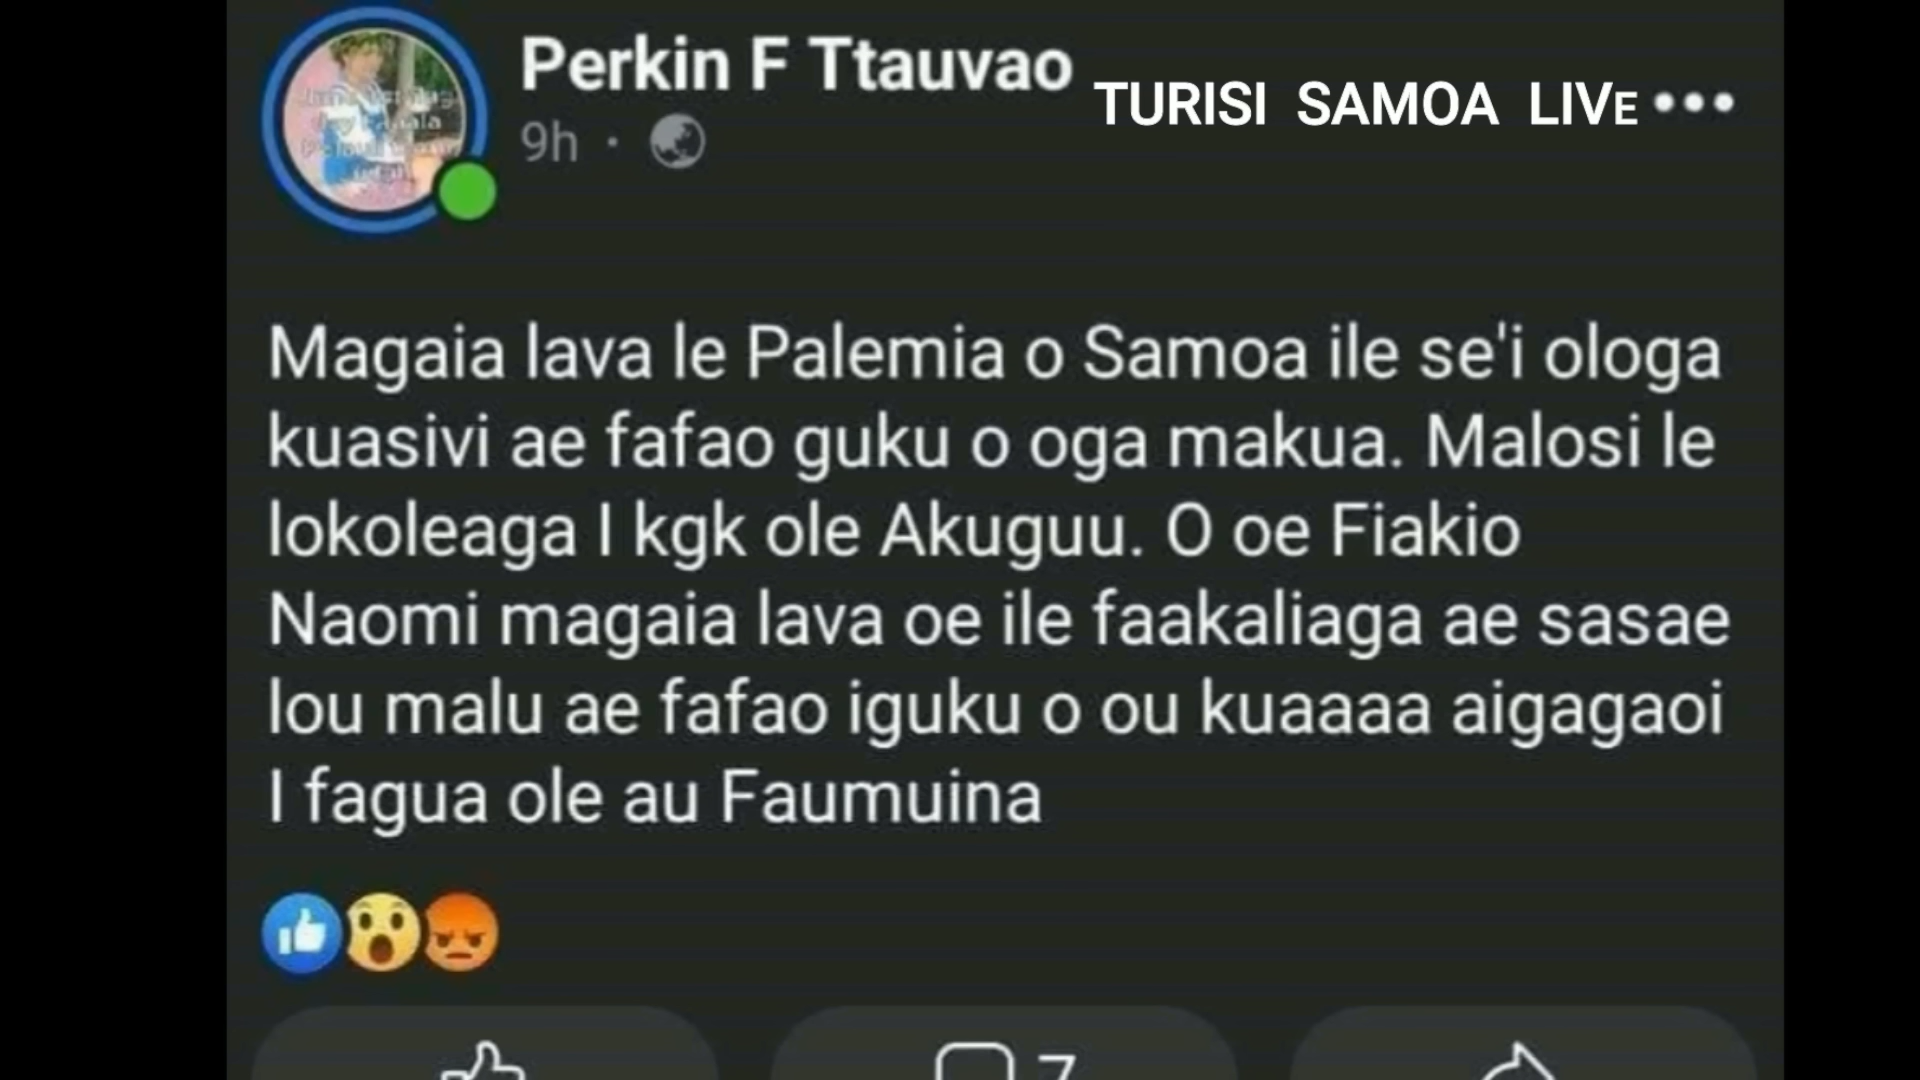 Perkin F Ttauvao
TURISI SAMOA LIVE
9h ·
Magaia lava le Palemia o Samoa ile se'i ologa
kuasivi ae fafao guku o oga makua. Malosi le
lokoleaga I kgk ole Akuguu. O oe Fiakio
Naomi magaia lava oe ile faakaliaga ae sasae
lou malu ae fafao iguku o ou kuaaaa aigagaoi
I fagua ole au Faumuina
7